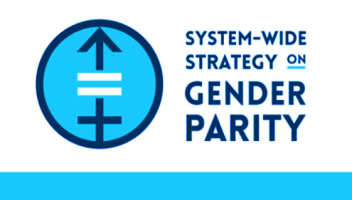 SYSTEM-WIDE
STRATEGY ON
GENDER
PARITY